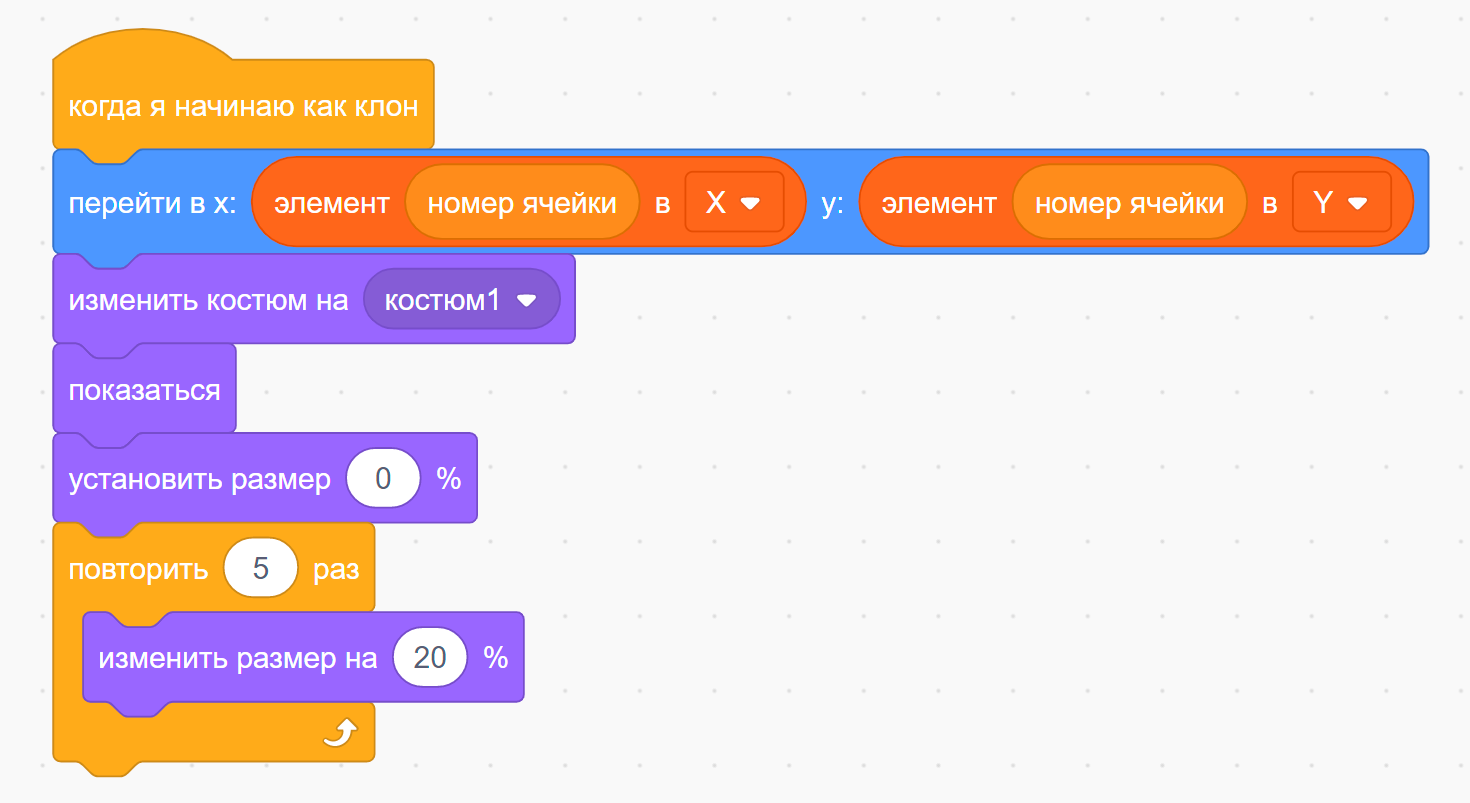 когда я начинаю как клон
перейти в x: элемент номер ячейки в X y: элемент номер ячейки в Y
изменить костюм на костюм1
показаться
установить размер 0 %
повторить 5 раз
изменить размер на 20 %